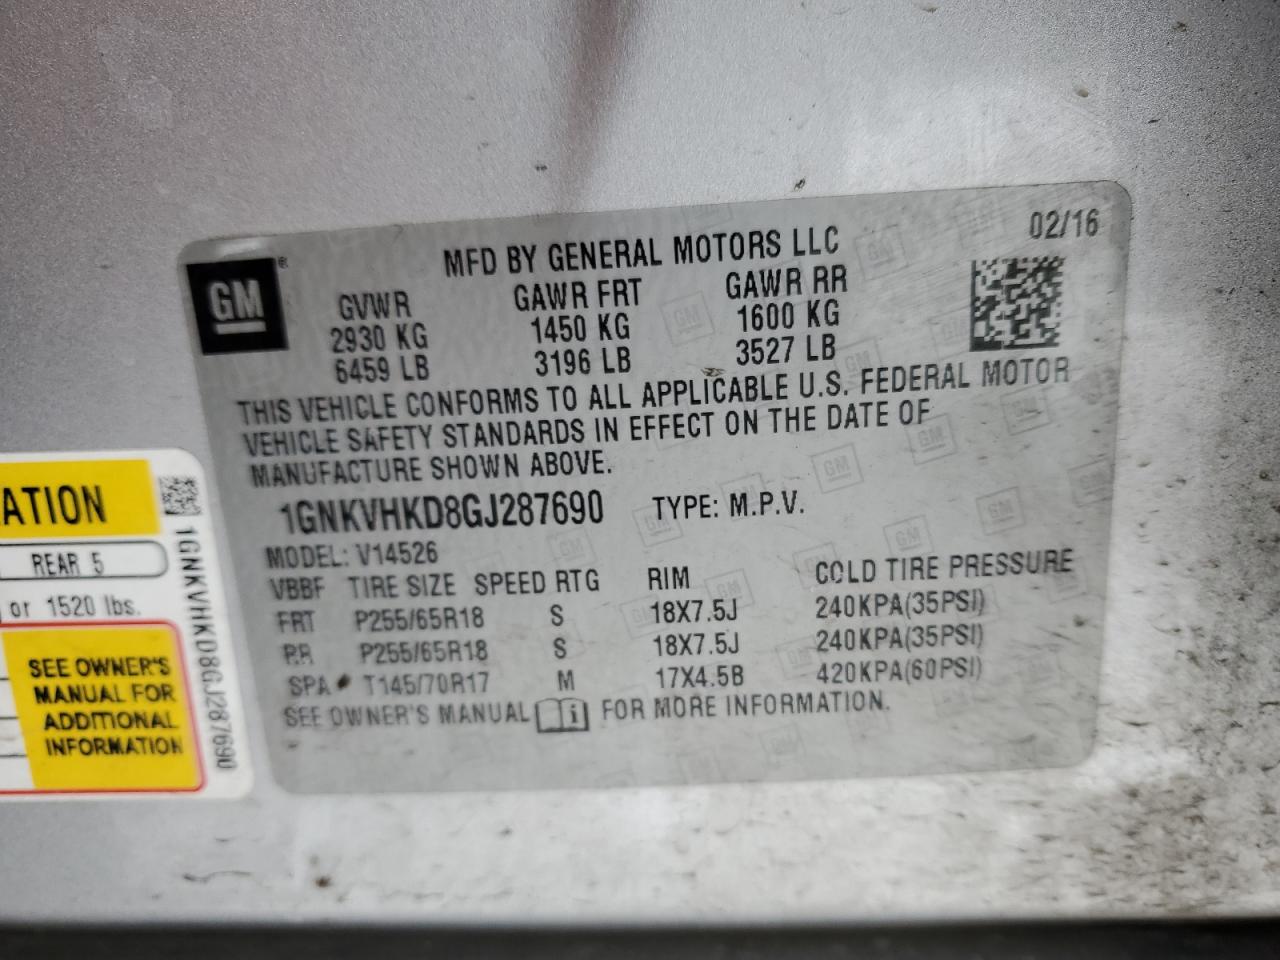 02/16
MFD BY GENERAL MOTORS LLC
GM®
GVWR GAWR FRT GAWR RR
2930 KG 1450 KG 1600 KG
6459 LB 3196 LB 3527 LB
THIS VEHICLE CONFORMS TO ALL APPLICABLE U.S. FEDERAL MOTOR
VEHICLE SAFETY STANDARDS IN EFFECT ON THE DATE OF
MANUFACTURE SHOWN ABOVE.
1GNKVHKD8GJ287690 TYPE: M.P.V.
MODEL: V14526
VBBF TIRE SIZE SPEED RTG RIM COLD TIRE PRESSURE
FRT P255/65R18 S 18X7.5J 240KPA(35PSI)
RR P255/65R18 S 18X7.5J 240KPA(35PSI)
SPA T145/70R17 M 17X4.5B 420KPA(60PSI)
SEE OWNER'S MANUAL i FOR MORE INFORMATION.
ATION
REAR 5
or 1520 lbs.
SEE OWNER'S
MANUAL FOR
ADDITIONAL
INFORMATION
1GNKVHKD8GJ287690